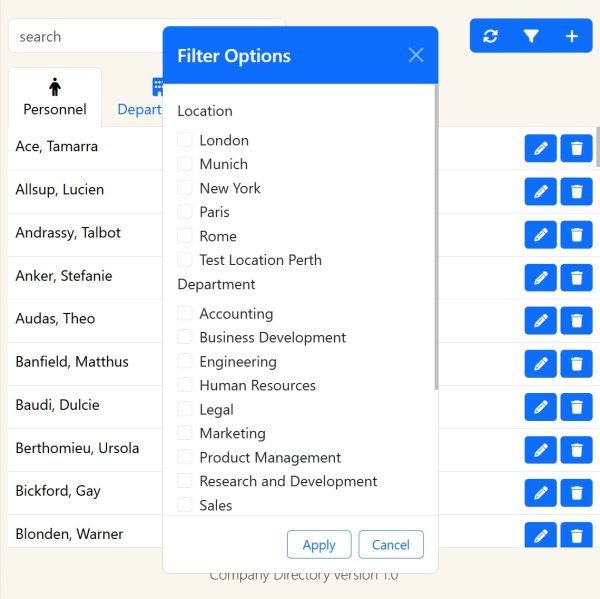 search
Filter Options
Personnel
Depart
Location
London
Munich
New York
Paris
Rome
Test Location Perth
Department
Accounting
Business Development
Engineering
Human Resources
Legal
Marketing
Product Management
Research and Development
Sales
Apply
Cancel
Ace, Tamarra
Allsup, Lucien
Andrassy, Talbot
Anker, Stefanie
Audas, Theo
Banfield, Matthus
Baudi, Dulcie
Berthomieu, Ursola
Bickford, Gay
Blonden, Warner
Company Directory version 1.0